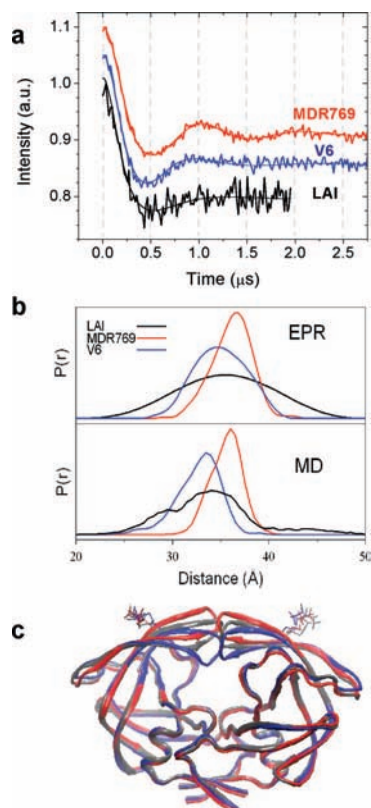 a
1.1
1.0
0.9
0.8
Intensity (a.u.)
MDR769
V6
LAI
0.0 0.5 1.0 1.5 2.0 2.5
Time (μs)
b
LAI
MDR769
V6
EPR
P(r)
MD
P(r)
20 30 40 50
Distance (Å)
c